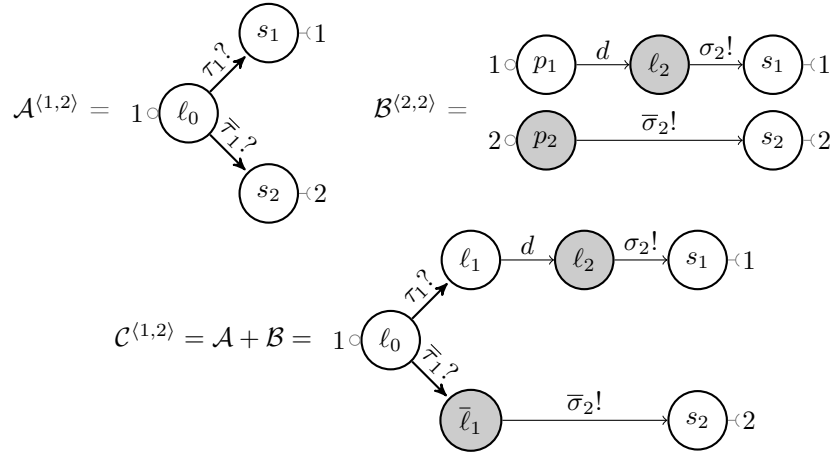 𝒜^⟨1,2⟩ = 1 ℓ₀ τ₁? s₁ 1
τ̅₁? s₂ 2
ℬ^⟨2,2⟩ = 1 p₁ d ℓ₂ σ₂! s₁ 1
2 p₂ σ̅₂! s₂ 2
𝒞^⟨1,2⟩ = 𝒜 + ℬ = 1 ℓ₀ τ₁? ℓ₁ d ℓ₂ σ₂! s₁ 1
τ̅₁? ℓ̅₁ σ̅₂! s₂ 2